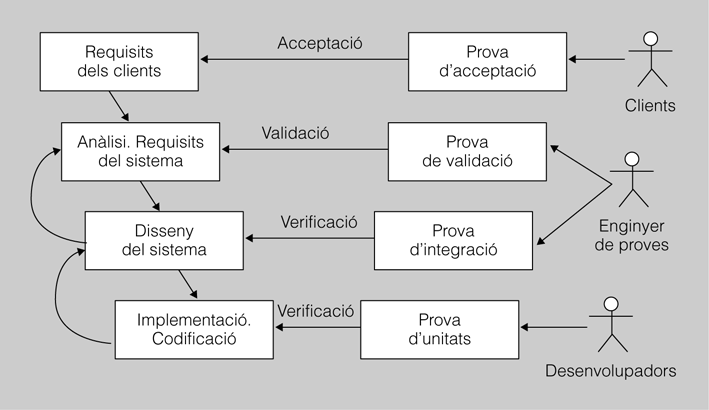 Requisits
dels clients
Acceptació
Prova
d'acceptació
Clients
Anàlisi. Requisits
del sistema
Validació
Prova
de validació
Enginyer
de proves
Disseny
del sistema
Verificació
Prova
d'integració
Implementació.
Codificació
Verificació
Prova
d'unitats
Desenvolupadors